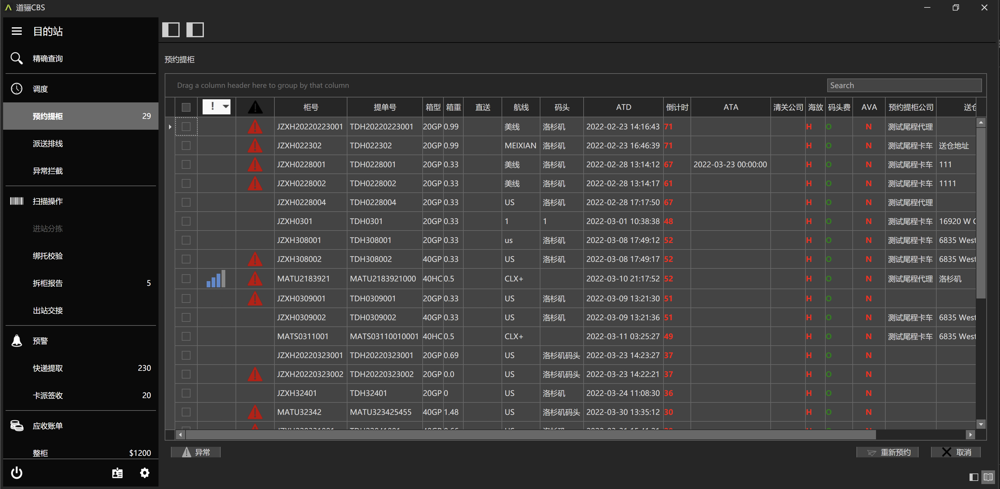 道骊CBS
目的站
精确查询
调度
预约提柜 29
派送排线
异常拦截
扫描操作
进站分拣
绑托校验
拆柜报告 5
出站交接
预警
快递提取 230
卡派签收 20
应收账单
整柜 $1200
预约提柜
Drag a column header here to group by that column Search
柜号 提单号 箱型 箱重 直送 航线 码头 ATD 倒计时 ATA 清关公司 海放 码头费 AVA 预约提柜公司 送仓
JZXH20220223001 TDH20220223001 20GP 0.99 美线 洛杉矶 2022-02-23 14:16:43 71 H O N 测试尾程代理
JZXH022302 TDH022302 20GP 0.99 MEIXIAN 洛杉矶 2022-02-23 16:46:39 71 H O N 测试尾程卡车 送仓地址
JZXH0228001 TDH0228001 20GP 0.33 美线 洛杉矶 2022-02-28 13:14:12 67 2022-03-23 00:00:00 H O N 测试尾程卡车 111
JZXH0228002 TDH0228002 20GP 0.33 美线 洛杉矶 2022-02-28 13:14:17 61 H O N 测试尾程卡车 1111
JZXH0228004 TDH0228004 20GP 0.33 US 洛杉矶 2022-02-28 17:17:50 67 H O N 测试尾程代理
JZXH0301 TDH0301 20GP 0.33 1 1 2022-03-01 10:38:38 48 H O N 测试尾程卡车 16920 W
JZXH308001 TDH308001 20GP 0.33 us 洛杉矶 2022-03-08 17:49:12 52 H O N 测试尾程卡车 6835 West
JZXH308002 TDH308002 40GP 0.33 US 洛杉矶 2022-03-08 17:49:17 52 H O N 测试尾程卡车 6835 West
MATU2183921 MATU2183921000 40HC 0.5 CLX+ 2022-03-10 21:17:52 52 H O N 测试尾程代理 洛杉矶
JZXH0309001 TDH0309001 20GP 0.33 US 洛杉矶 2022-03-09 13:21:30 51 H O N
JZXH0309002 TDH0309002 40GP 0.33 US 洛杉矶 2022-03-09 13:21:36 51 H O N 测试尾程卡车 6835 West
MATS0311001 MATS03110010001 40HC 0.5 CLX+ 2022-03-11 03:25:27 49 H O N 测试尾程卡车 6835 West
JZXH20220323001 TDH20220323001 20GP 0.69 US 洛杉矶码头 2022-03-23 14:23:27 37 H O N
JZXH20220323002 TDH20220323002 20GP 0.0 US 洛杉矶码头 2022-03-23 14:22:21 37 H O N
JZXH32401 TDH32401 20GP 0 US 洛杉矶 2022-03-24 11:08:30 36 H O N
MATU32342 MATU323425455 40GP 1.48 US 洛杉矶码头 2022-03-30 13:35:12 30 H O N
异常 重新预约 取消